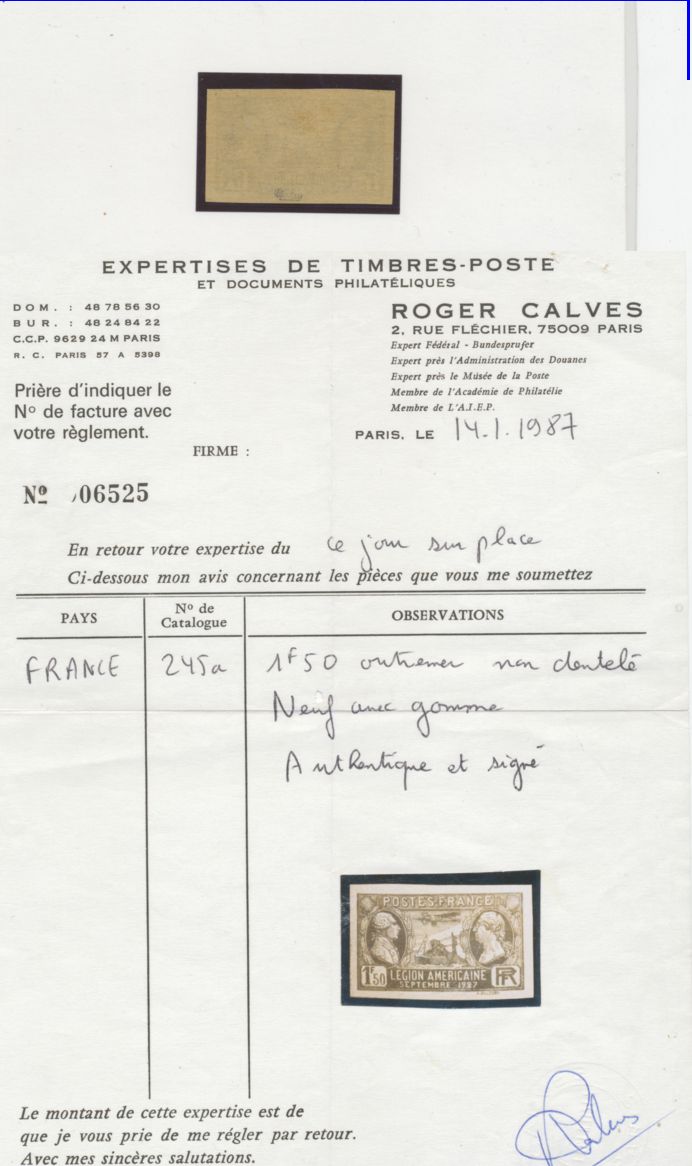 EXPERTISES DE TIMBRES-POSTE
ET DOCUMENTS PHILATÉLIQUES
DOM. : 48 78 56 30
BUR. : 48 24 84 22
C.C.P. 9629 24 M PARIS
R. C. PARIS 57 A 5398
ROGER CALVES
2, RUE FLÉCHIER, 75009 PARIS
Expert Fédéral - Bundesprufer
Expert près l'Administration des Douanes
Expert près le Musée de la Poste
Membre de l'Académie de Philatélie
Membre de L'A.I.E.P.
Prière d'indiquer le
No de facture avec
votre règlement.
PARIS, LE 14.1.1987
FIRME :
No 06525
En retour votre expertise du ce jour sur place
Ci-dessous mon avis concernant les pièces que vous me soumettez
PAYS No de Catalogue OBSERVATIONS
FRANCE 245a 1F50 outremer non dentelé
Neuf avec gomme
Authentique et signé
POSTES-FRANCE
1F50 LEGION AMERICAINE RF
SEPTEMBRE 1927
Le montant de cette expertise est de
que je vous prie de me régler par retour.
Avec mes sincères salutations.